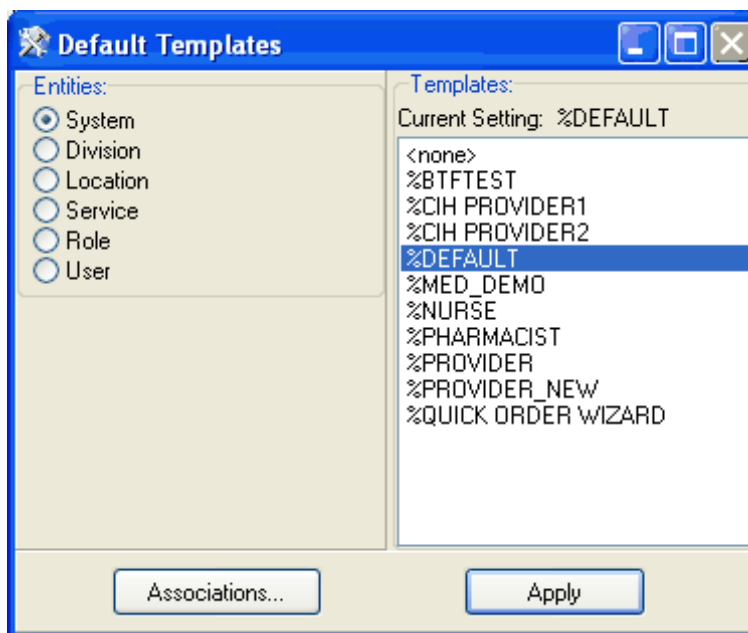 Default Templates
Entities:
System
Division
Location
Service
Role
User
Templates:
Current Setting: %DEFAULT
<none>
%BTFTEST
%CIH PROVIDER1
%CIH PROVIDER2
%DEFAULT
%MED_DEMO
%NURSE
%PHARMACIST
%PROVIDER
%PROVIDER_NEW
%QUICK ORDER WIZARD
Associations...
Apply